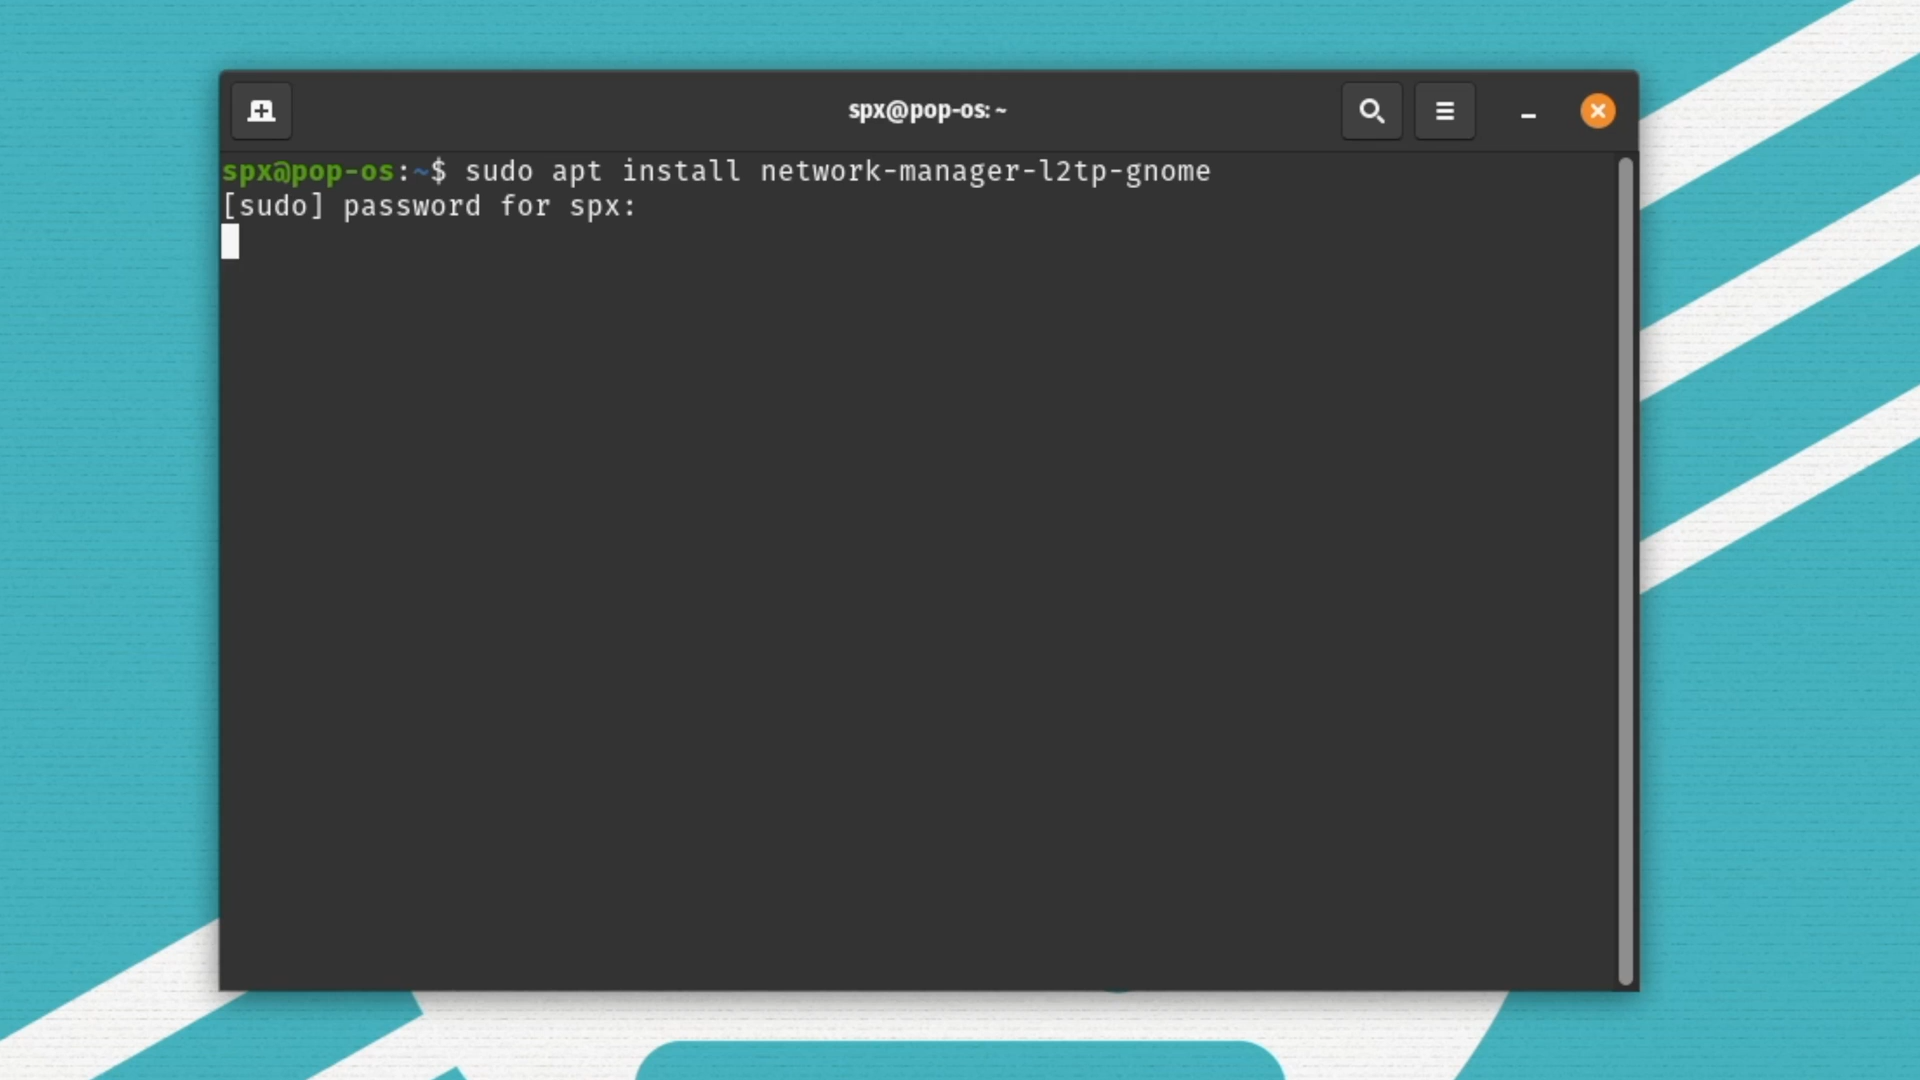 spx@pop-os: ~
spx@pop-os:~$ sudo apt install network-manager-l2tp-gnome
[sudo] password for spx: